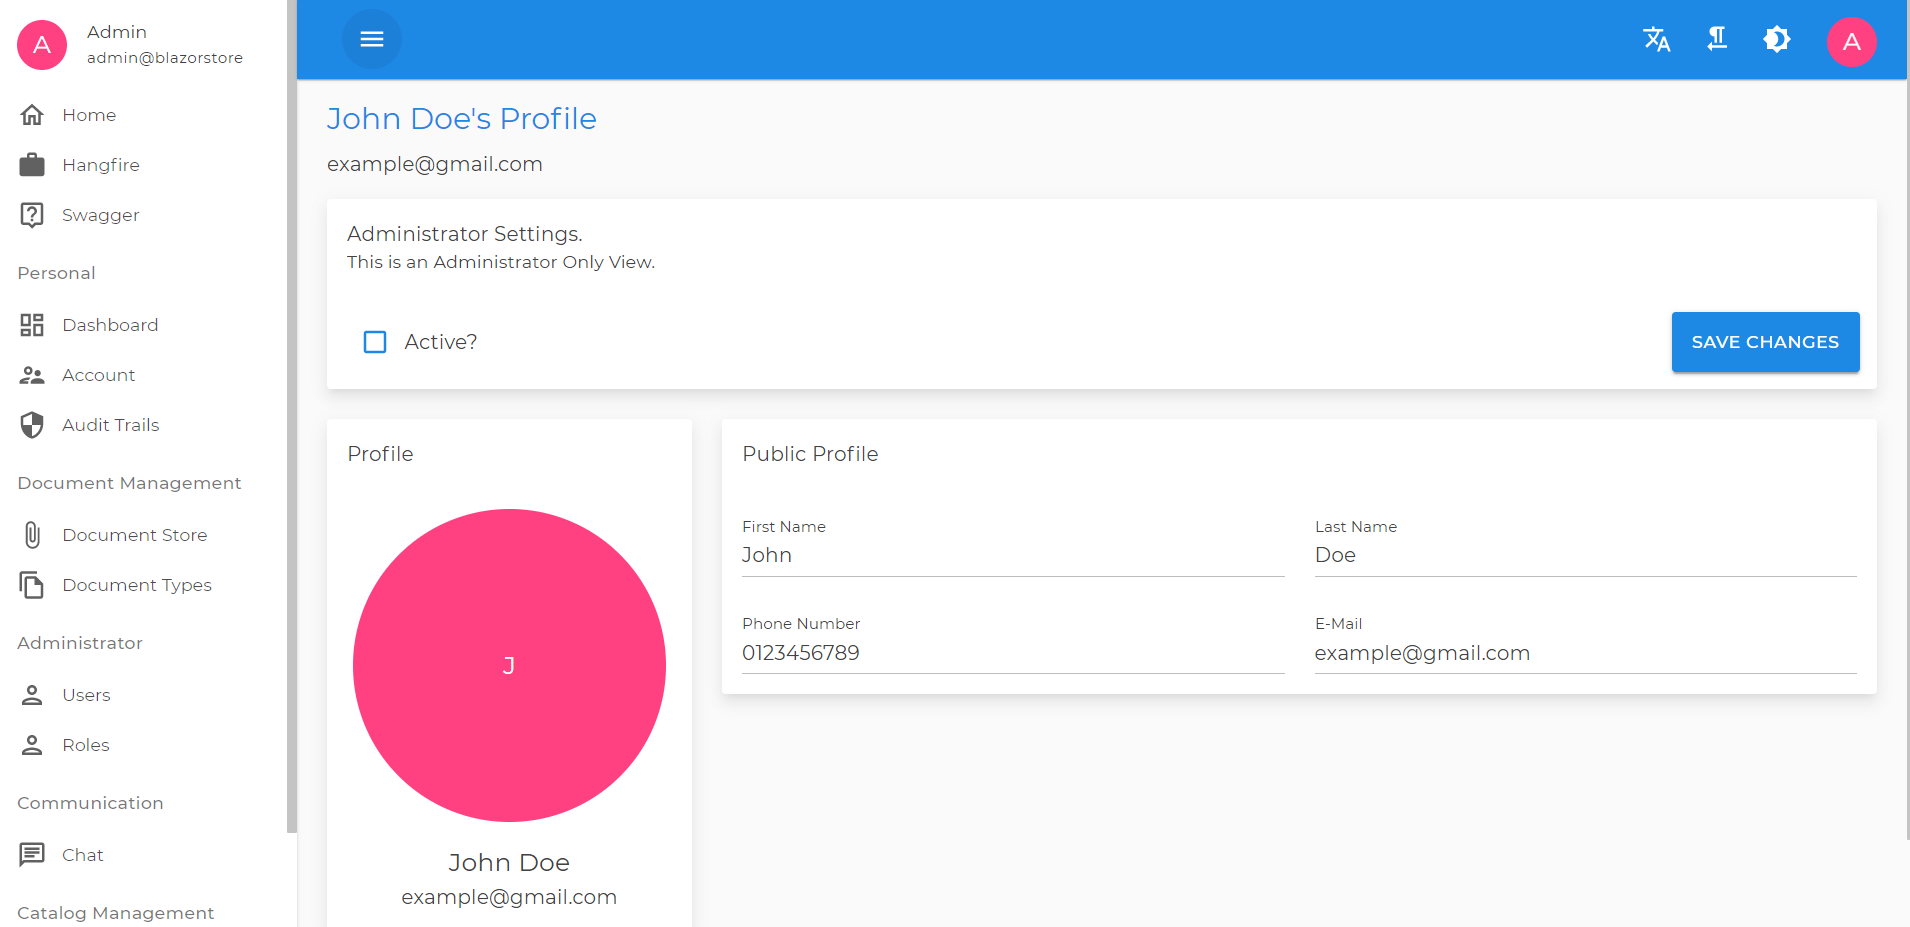 A
Admin
admin@blazorstore
Home
Hangfire
Swagger
Personal
Dashboard
Account
Audit Trails
Document Management
Document Store
Document Types
Administrator
Users
Roles
Communication
Chat
Catalog Management
A
John Doe's Profile
example@gmail.com
Administrator Settings.
This is an Administrator Only View.
Active?
SAVE CHANGES
Profile
J
John Doe
example@gmail.com
Public Profile
First Name
John
Last Name
Doe
Phone Number
0123456789
E-Mail
example@gmail.com